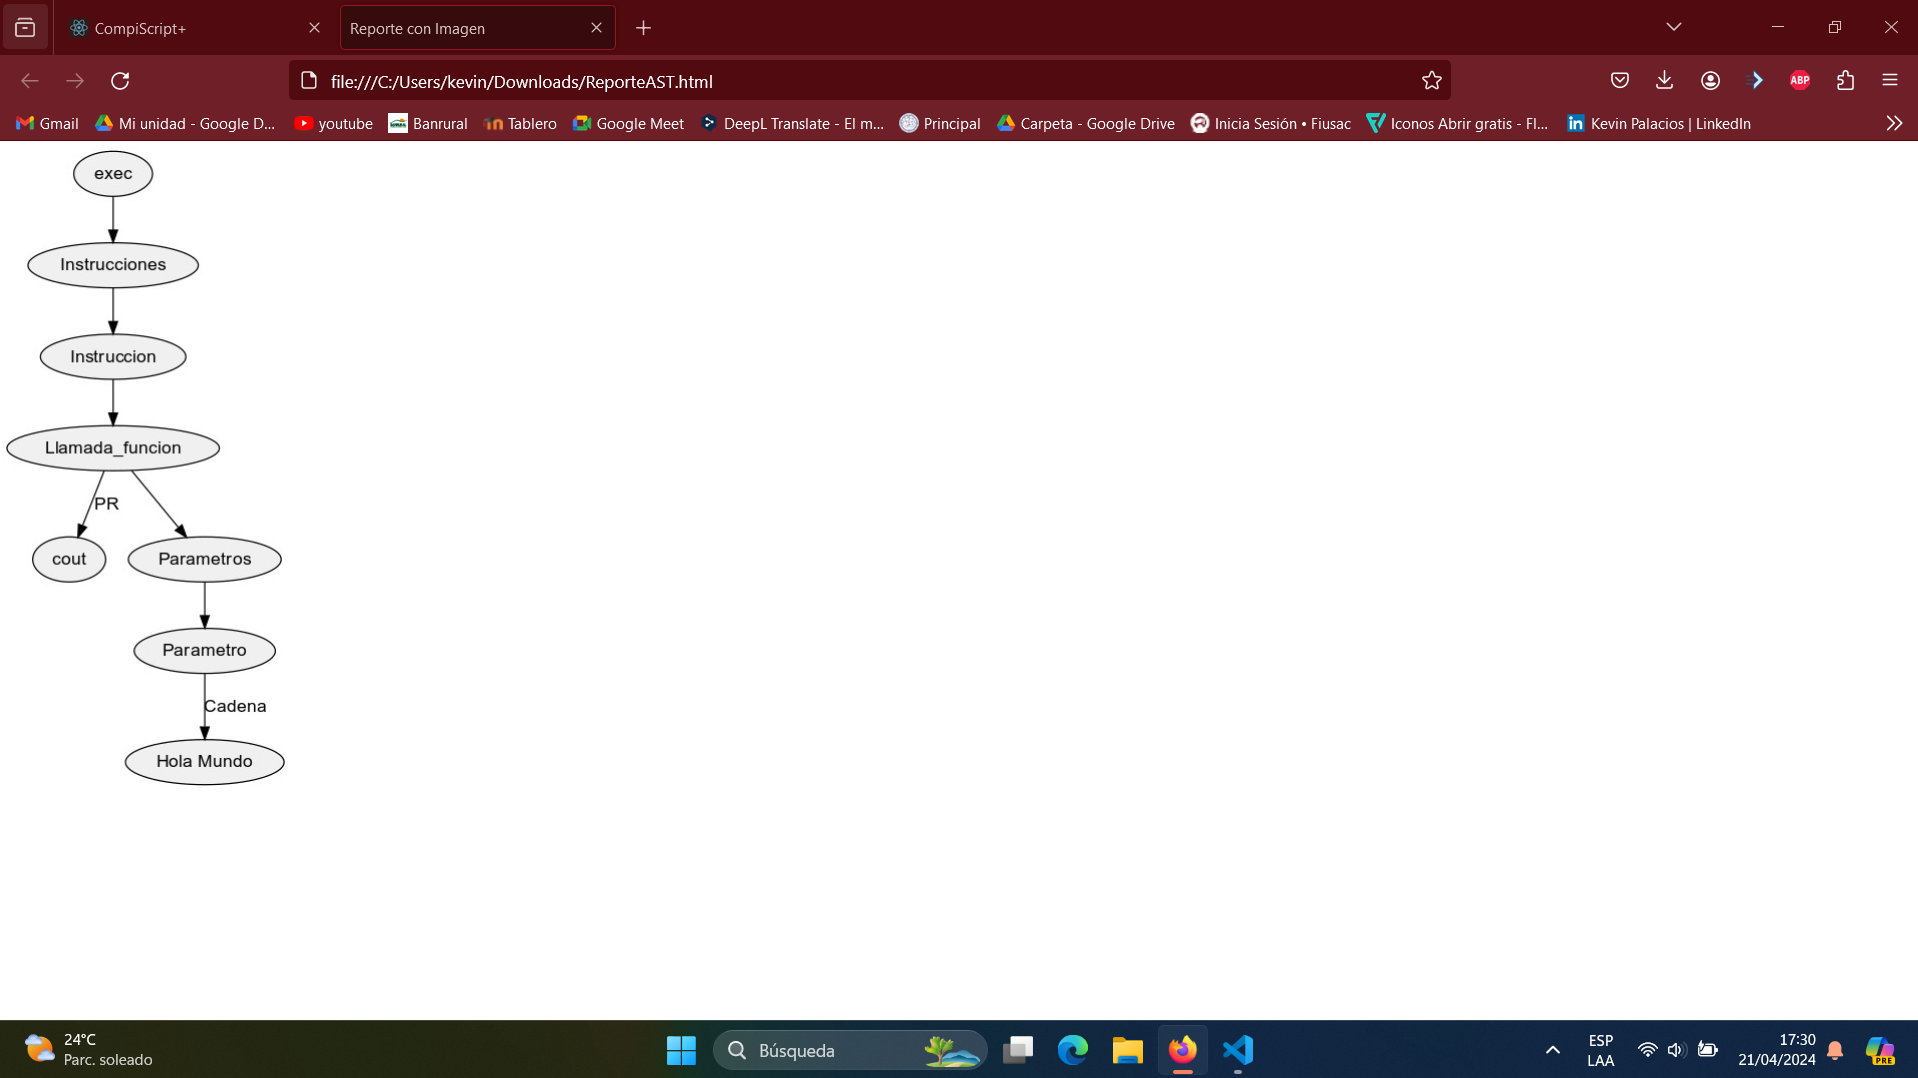 CompiScript+
Reporte con Imagen
file:///C:/Users/kevin/Downloads/ReporteAST.html
ABP
Gmail
Mi unidad - Google D...
youtube
Banrural
Tablero
Google Meet
DeepL Translate - El m...
Principal
Carpeta - Google Drive
Inicia Sesión • Fiusac
Iconos Abrir gratis - Fl...
Kevin Palacios | LinkedIn
exec
Instrucciones
Instruccion
Llamada_funcion
PR
cout
Parametros
Parametro
Cadena
Hola Mundo
24°C
Parc. soleado
Búsqueda
ESP
LAA
17:30
21/04/2024
PRE